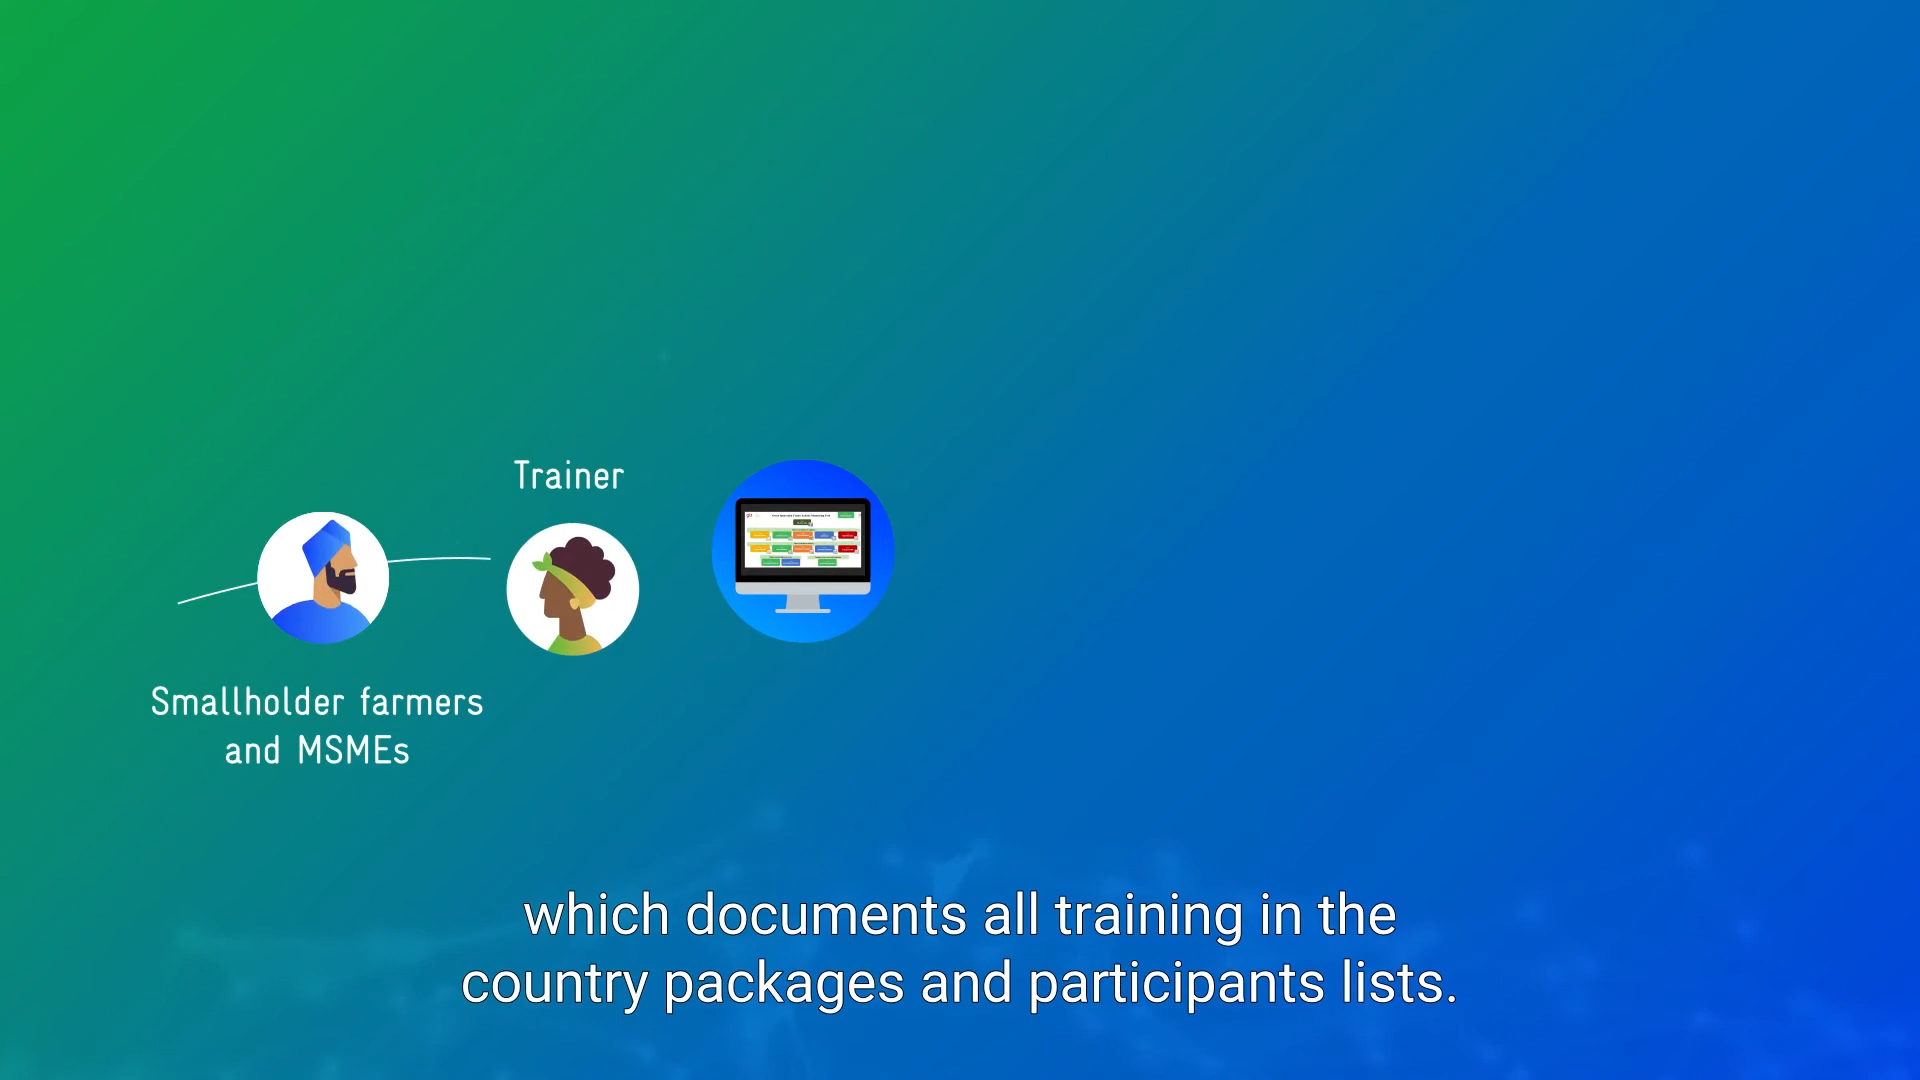 Trainer
Smallholder farmers
and MSMEs
which documents all training in the
country packages and participants lists.